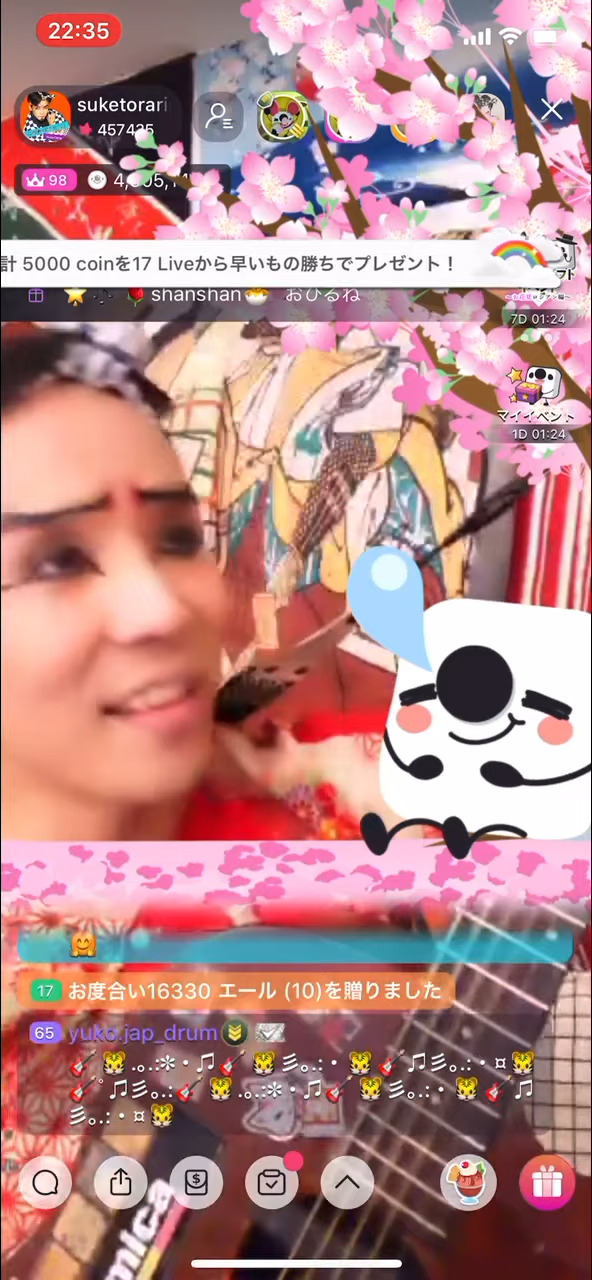 22:35
suketorari
457425
98
計 5000 coinを17 Liveから早いもの勝ちでプレゼント！
shanshan🐣 おひるね
7D 01:24
マイイベント
1D 01:24
🤗
17 お度合い16330 エール (10)を贈りました
65 yuko.jap_drum
🎸 🐯 .｡.:✼・♫🎸 🐯 彡｡.:・🐯🎸♫彡｡.:・¤🐯
🎸゜♫彡｡.:🎸🐯 .｡.:✼・♫🎸 🐯彡｡.:・🐯 🎸♫
彡｡.:・¤🐯
mica